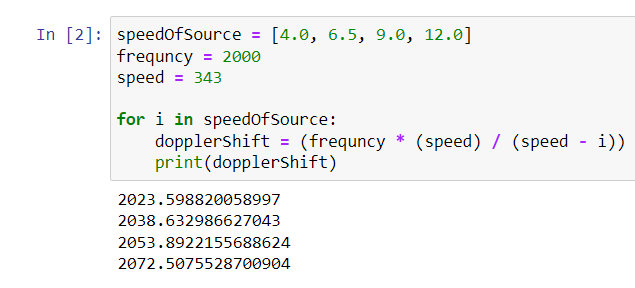 In [2]: speedOfSource = [4.0, 6.5, 9.0, 12.0]
frequncy = 2000
speed = 343
for i in speedOfSource:
dopplerShift = (frequncy * (speed) / (speed - i))
print(dopplerShift)
2023.598820058997
2038.632986627043
2053.8922155688624
2072.5075528700904